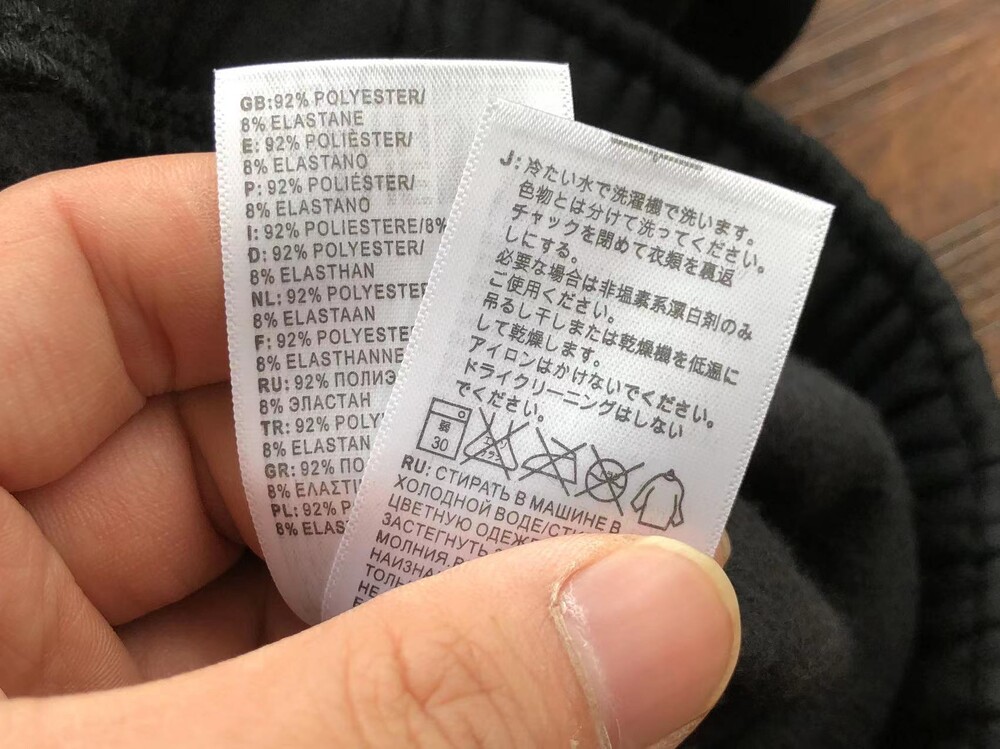 GB:92% POLYESTER/
8% ELASTANE
E: 92% POLIÈSTER/
8% ELASTANO
P: 92% POLIÉSTER/
8% ELASTANO
I: 92% POLIESTERE/8%
D: 92% POLYESTER/
8% ELASTHAN
NL: 92% POLYESTER
8% ELASTAAN
F: 92% POLYESTER
8% ELASTHANNE
RU: 92% ПОЛИЭ
8% ЭЛАСТАН
TR: 92% POLY
8% ELASTAN
GR: 92% ΠΟ
8% ΕΛΑΣΤΙ
PL: 92% P
8% ELAS
J: 冷たい水で洗濯機で洗います。
色物とは分けて洗ってください。
チャックを閉めて衣類を裏返
しにする。
必要な場合は非塩素系漂白剤のみ
ご使用ください。
吊るし干しまたは乾燥機を低温に
して乾燥します。
アイロンはかけないでください。
ドライクリーニングはしない
でください。
弱
30
RU: СТИРАТЬ В МАШИНЕ В
ХОЛОДНОЙ ВОДЕ/СТИ
ЦВЕТНУЮ ОДЕЖ
ЗАСТЕГНУТЬ
МОЛНИЯ.
НАИЗНА
ТОЛЬ
НЕ